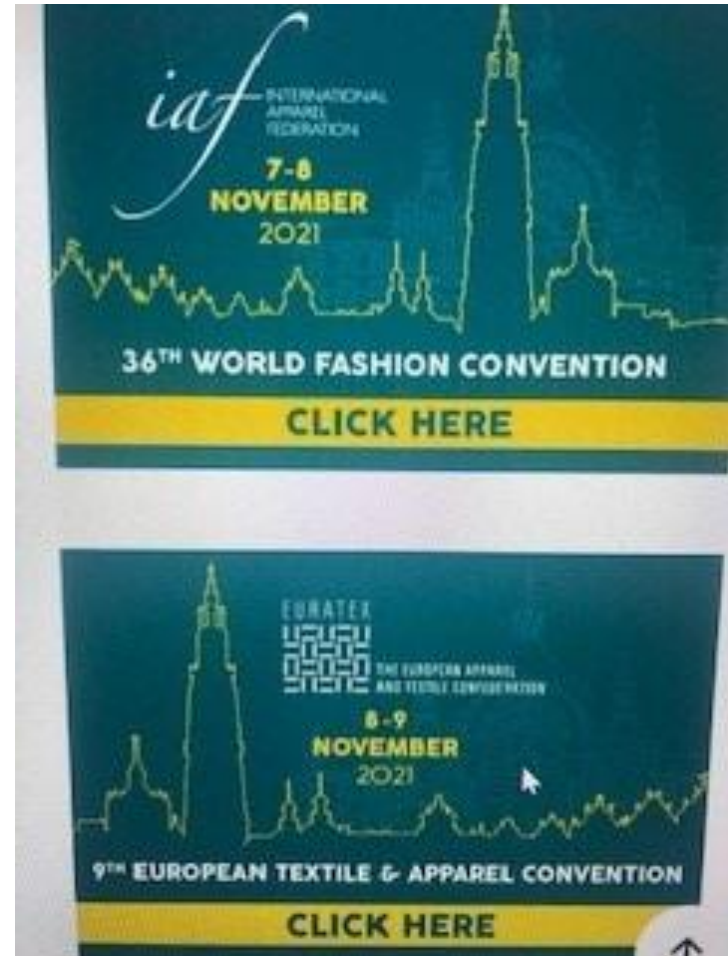 iaf INTERNATIONAL
APPAREL
FEDERATION
7-8
NOVEMBER
2021
36TH WORLD FASHION CONVENTION
CLICK HERE
EURATEX
THE EUROPEAN APPAREL
AND TEXTILE CONFEDERATION
8-9
NOVEMBER
2021
9TH EUROPEAN TEXTILE & APPAREL CONVENTION
CLICK HERE